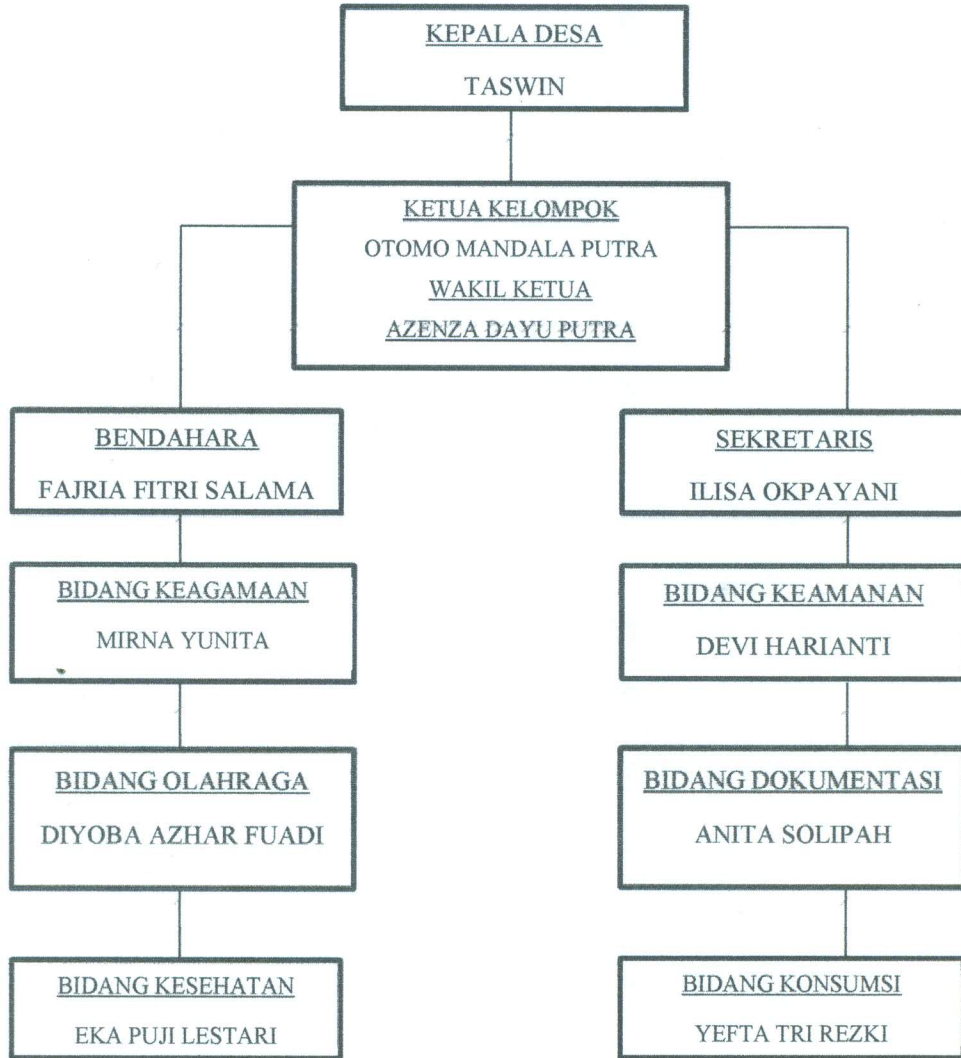 KEPALA DESA
TASWIN
KETUA KELOMPOK
OTOMO MANDALA PUTRA
WAKIL KETUA
AZENZA DAYU PUTRA
BENDAHARA
FAJRIA FITRI SALAMA
SEKRETARIS
ILISA OKPAYANI
BIDANG KEAGAMAAN
MIRNA YUNITA
BIDANG KEAMANAN
DEVI HARIANTI
BIDANG OLAHRAGA
DIYOBA AZHAR FUADI
BIDANG DOKUMENTASI
ANITA SOLIPAH
BIDANG KESEHATAN
EKA PUJI LESTARI
BIDANG KONSUMSI
YEFTA TRI REZKI